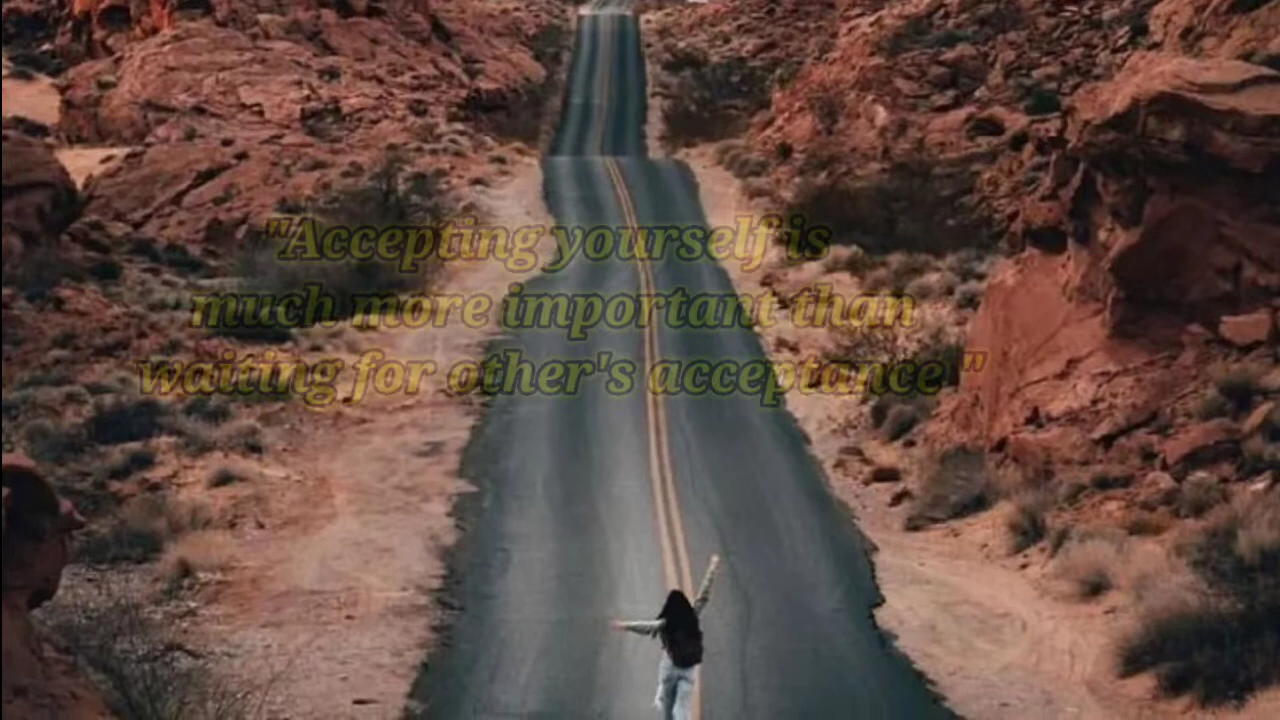 "Accepting yourself is
much more important than
waiting for other's acceptance."